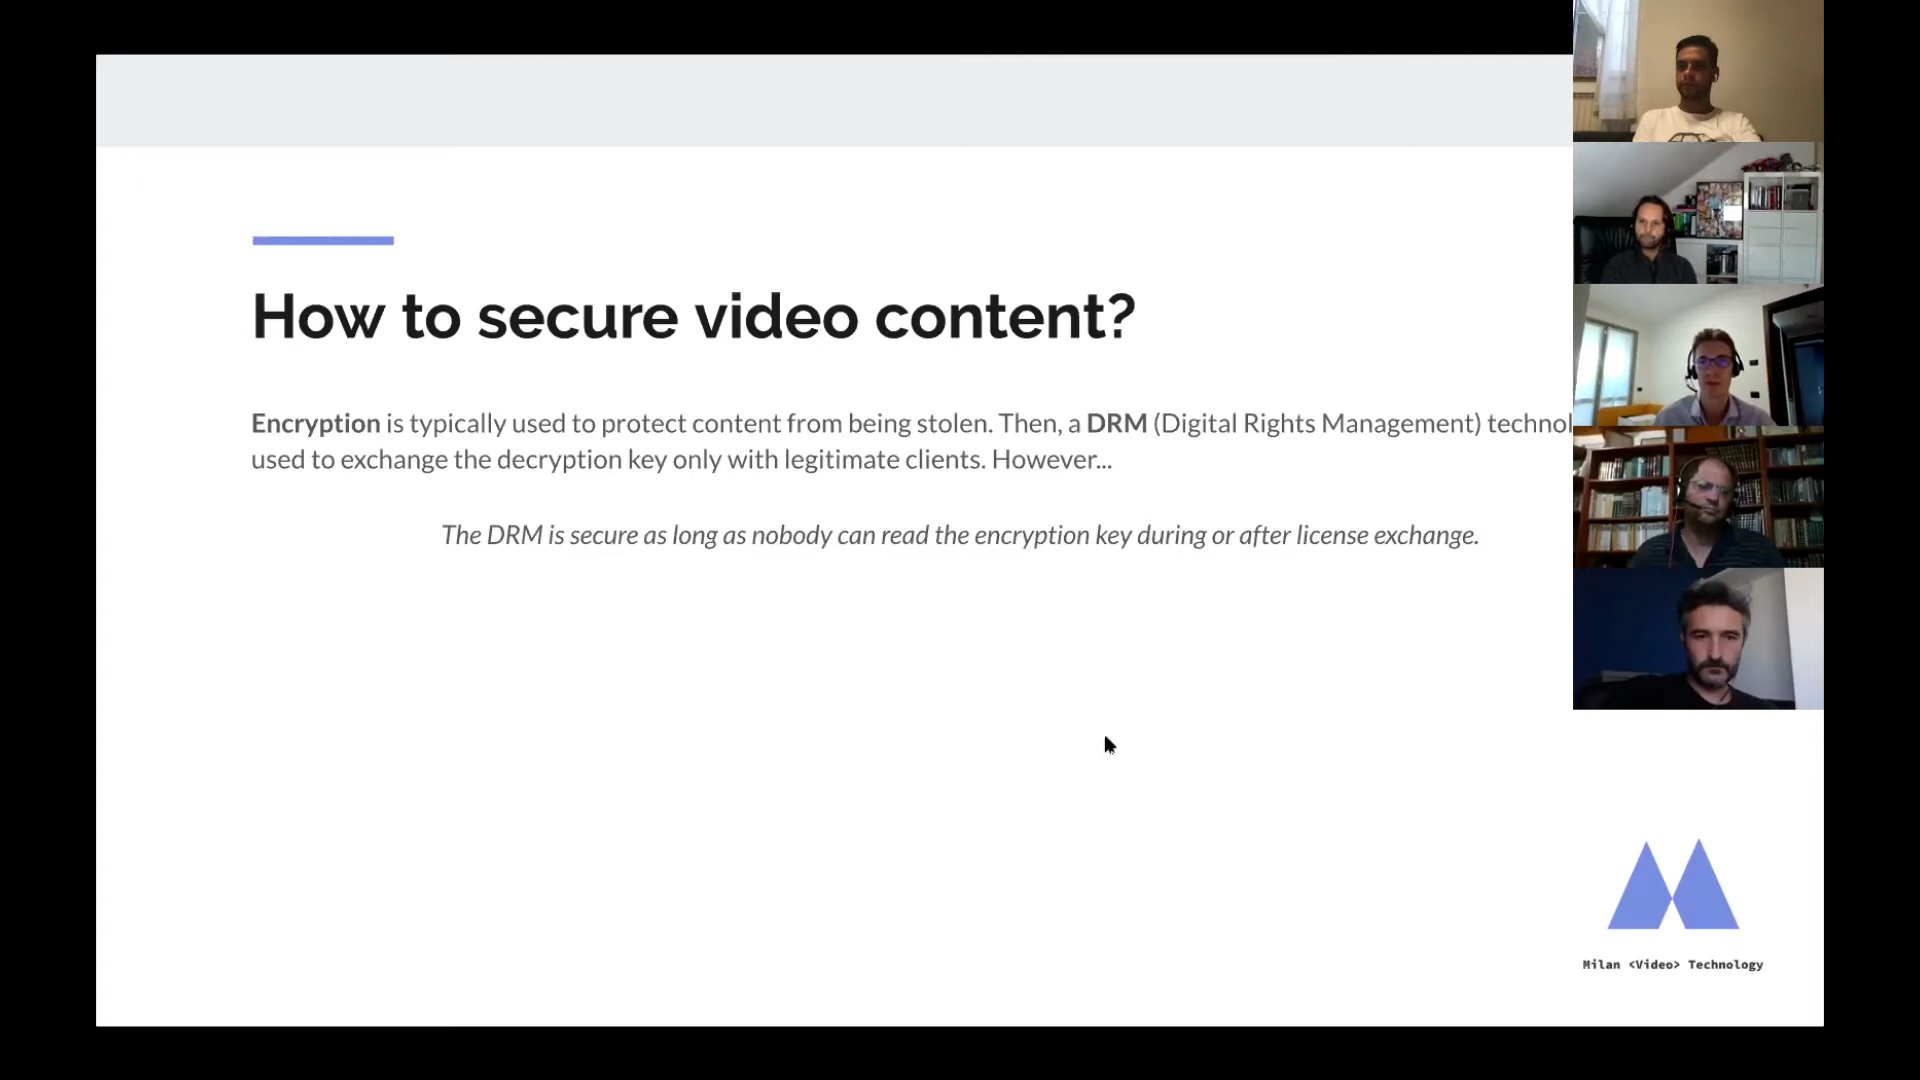 How to secure video content?
Encryption is typically used to protect content from being stolen. Then, a DRM (Digital Rights Management) technol
used to exchange the decryption key only with legitimate clients. However...
The DRM is secure as long as nobody can read the encryption key during or after license exchange.
Milan <Video> Technology